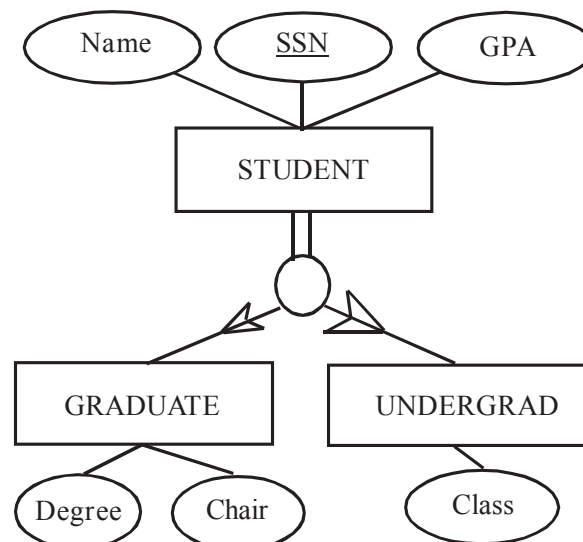 Name
SSN
GPA
STUDENT
GRADUATE
UNDERGRAD
Degree
Chair
Class